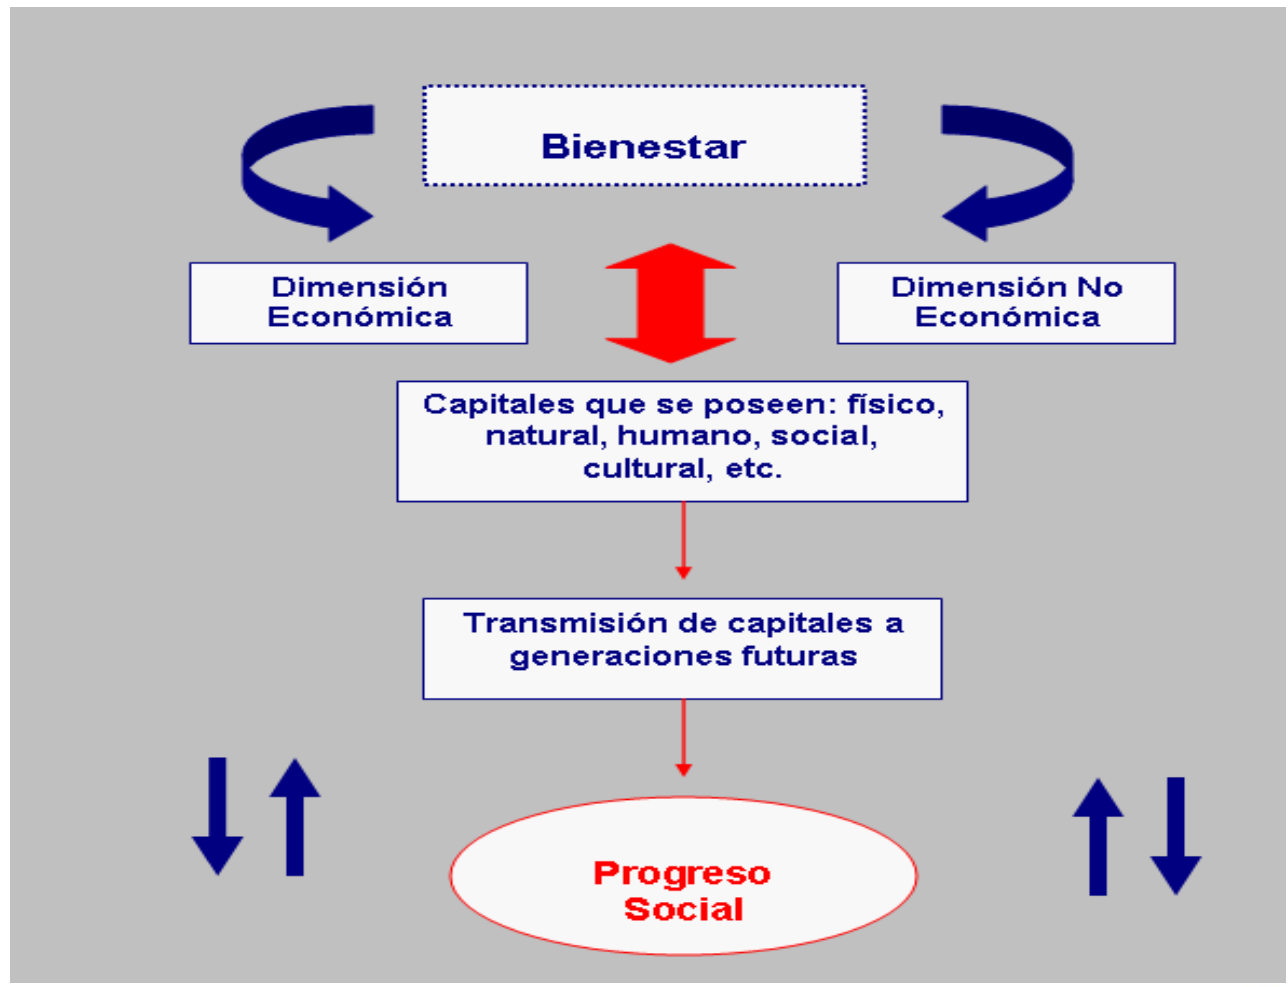 Bienestar
Dimensión
Económica
Dimensión No
Económica
Capitales que se poseen: físico,
natural, humano, social,
cultural, etc.
Transmisión de capitales a
generaciones futuras
Progreso
Social